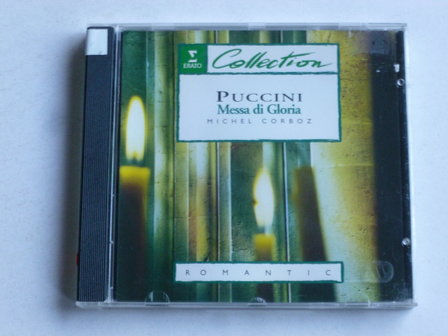 ERATO
Collection
PUCCINI
Messa di Gloria
MICHEL CORBOZ
ROMANTIC